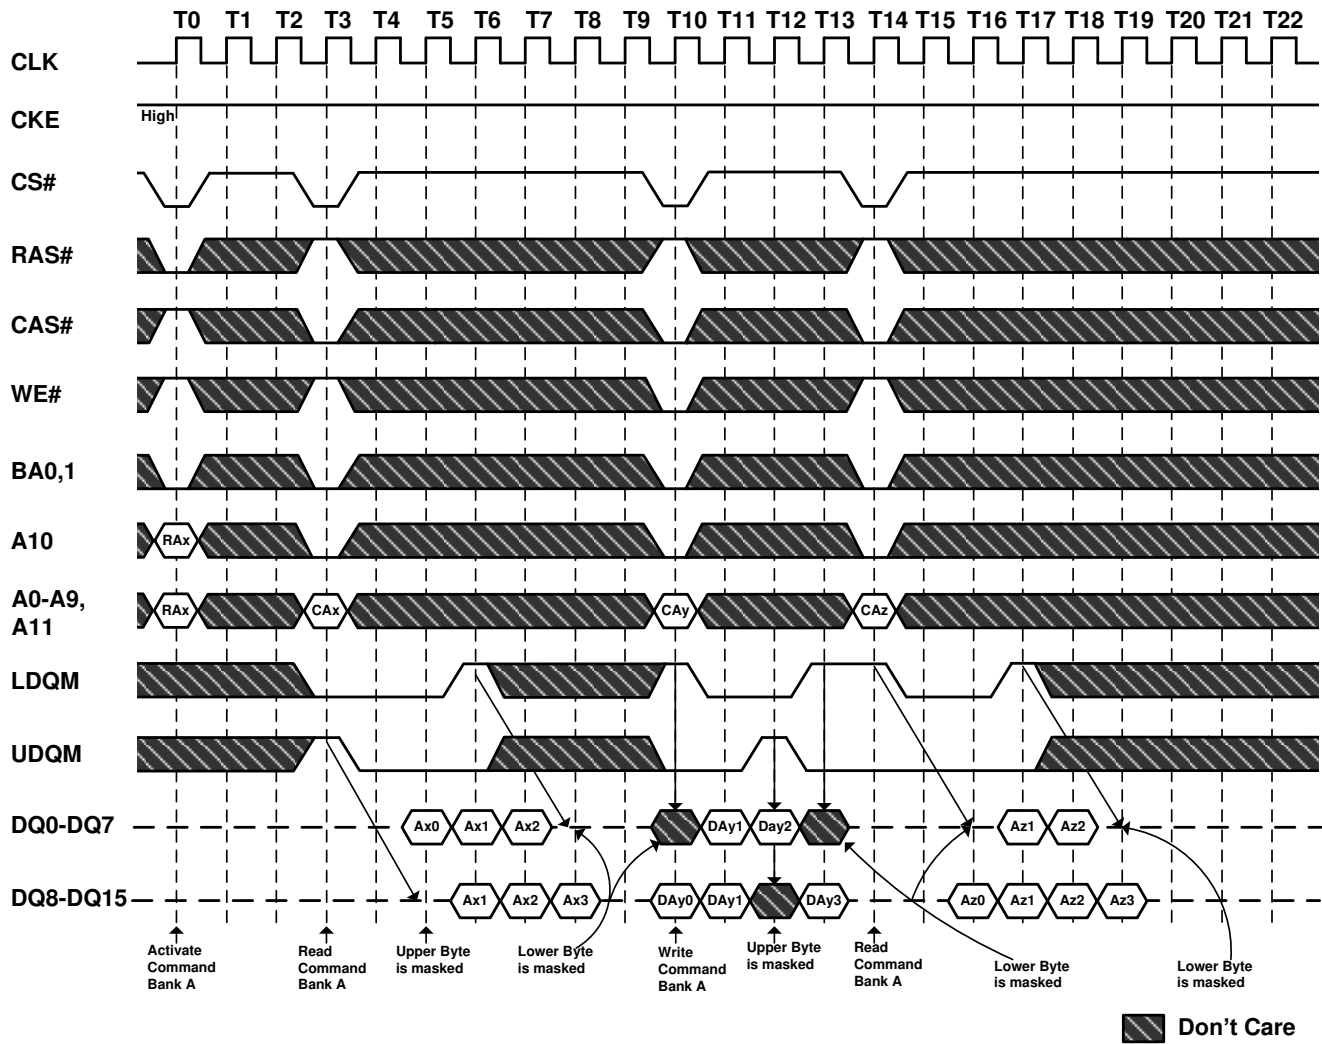 T0 T1 T2 T3 T4 T5 T6 T7 T8 T9 T10 T11 T12 T13 T14 T15 T16 T17 T18 T19 T20 T21 T22
CLK
CKE High
CS#
RAS#
CAS#
WE#
BA0,1
A10 RAx
A0-A9,
A11 RAx CAx CAy CAz
LDQM
UDQM
DQ0-DQ7 Ax0 Ax1 Ax2 DAy1 Day2 Az1 Az2
DQ8-DQ15 Ax1 Ax2 Ax3 DAy0 DAy1 DAy3 Az0 Az1 Az2 Az3
Activate
Command
Bank A
Read
Command
Bank A
Upper Byte
is masked
Lower Byte
is masked
Write
Command
Bank A
Upper Byte
is masked
Read
Command
Bank A
Lower Byte
is masked
Lower Byte
is masked
Don't Care